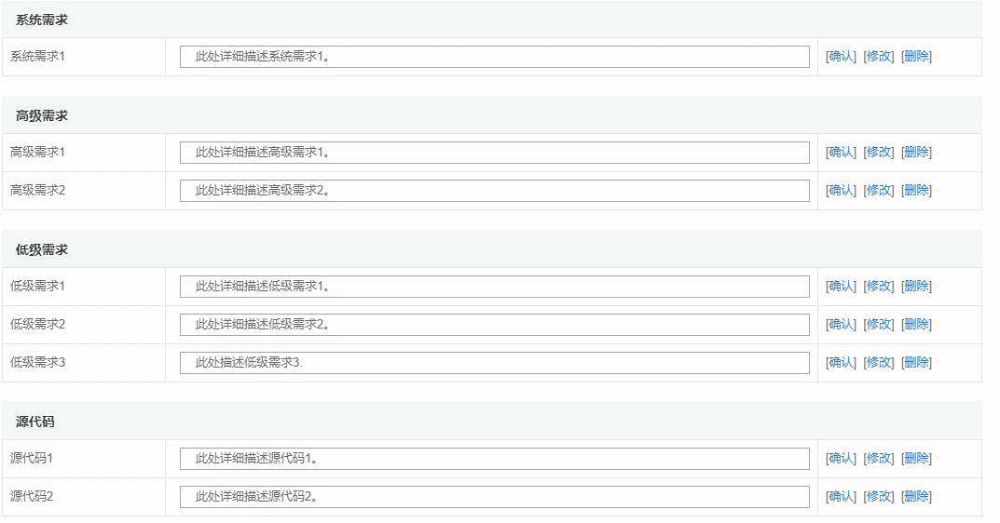 系统需求
系统需求1 此处详细描述系统需求1。 [确认] [修改] [删除]
高级需求
高级需求1 此处详细描述高级需求1。 [确认] [修改] [删除]
高级需求2 此处详细描述高级需求2。 [确认] [修改] [删除]
低级需求
低级需求1 此处详细描述低级需求1。 [确认] [修改] [删除]
低级需求2 此处详细描述低级需求2。 [确认] [修改] [删除]
低级需求3 此处描述低级需求3. [确认] [修改] [删除]
源代码
源代码1 此处详细描述源代码1。 [确认] [修改] [删除]
源代码2 此处详细描述源代码2。 [确认] [修改] [删除]